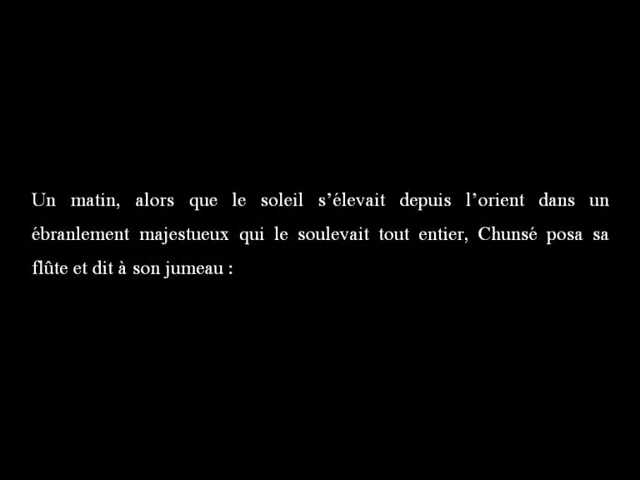 Un matin, alors que le soleil s’élevait depuis l’orient dans un
ébranlement majestueux qui le soulevait tout entier, Chunsé posa sa
flûte et dit à son jumeau :